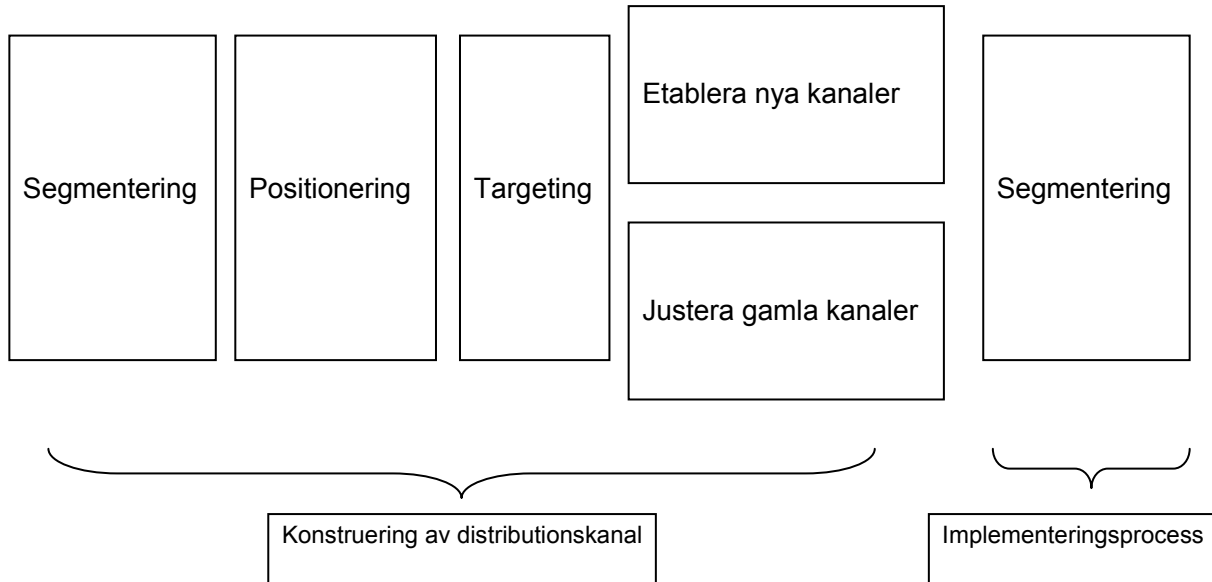 Etablera nya kanaler
Segmentering
Positionering
Targeting
Segmentering
Justera gamla kanaler
Konstruering av distributionskanal
Implementeringsprocess